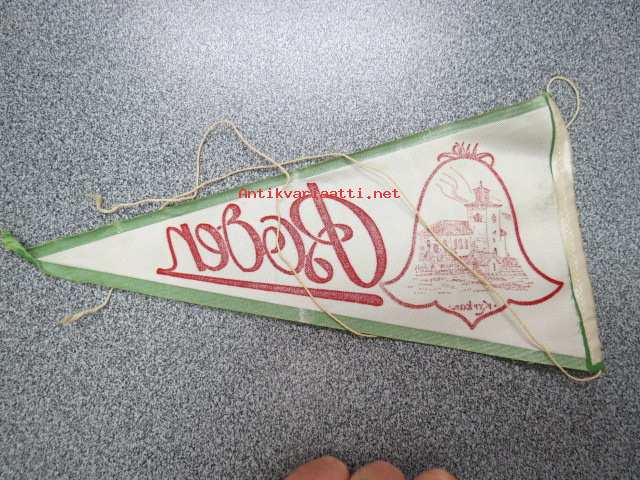 Antikvariaatti.net
Boden
Kyrkan